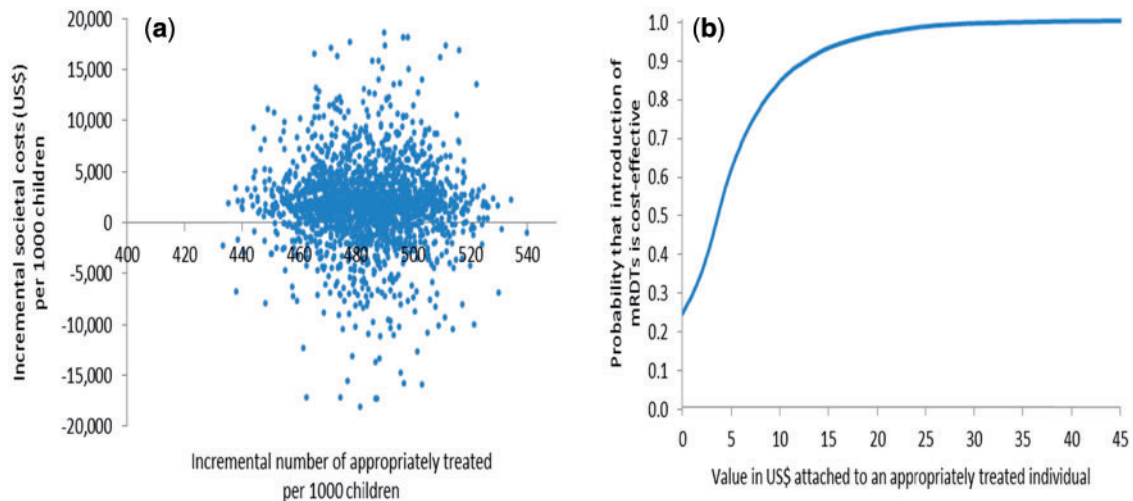 (a)
20,000
15,000
10,000
5,000
0
-5,000
-10,000
-15,000
-20,000
400 420 440 460 480 500 520 540
Incremental societal costs (US$)
per 1000 children
Incremental number of appropriately treated
per 1000 children
(b)
1.0
0.9
0.8
0.7
0.6
0.5
0.4
0.3
0.2
0.1
0.0
0 5 10 15 20 25 30 35 40 45
Probability that introduction of
mRDTs is cost-effective
Value in US$ attached to an appropriately treated individual